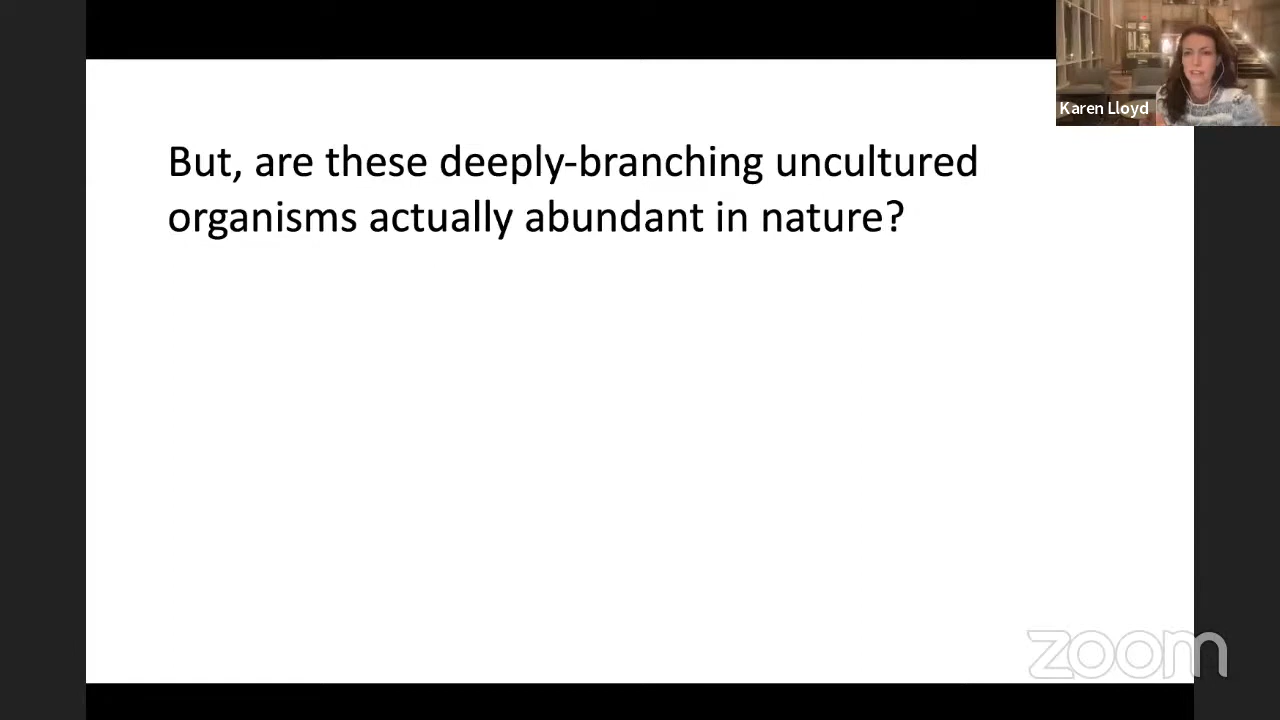 Karen Lloyd
But, are these deeply-branching uncultured
organisms actually abundant in nature?
zoom